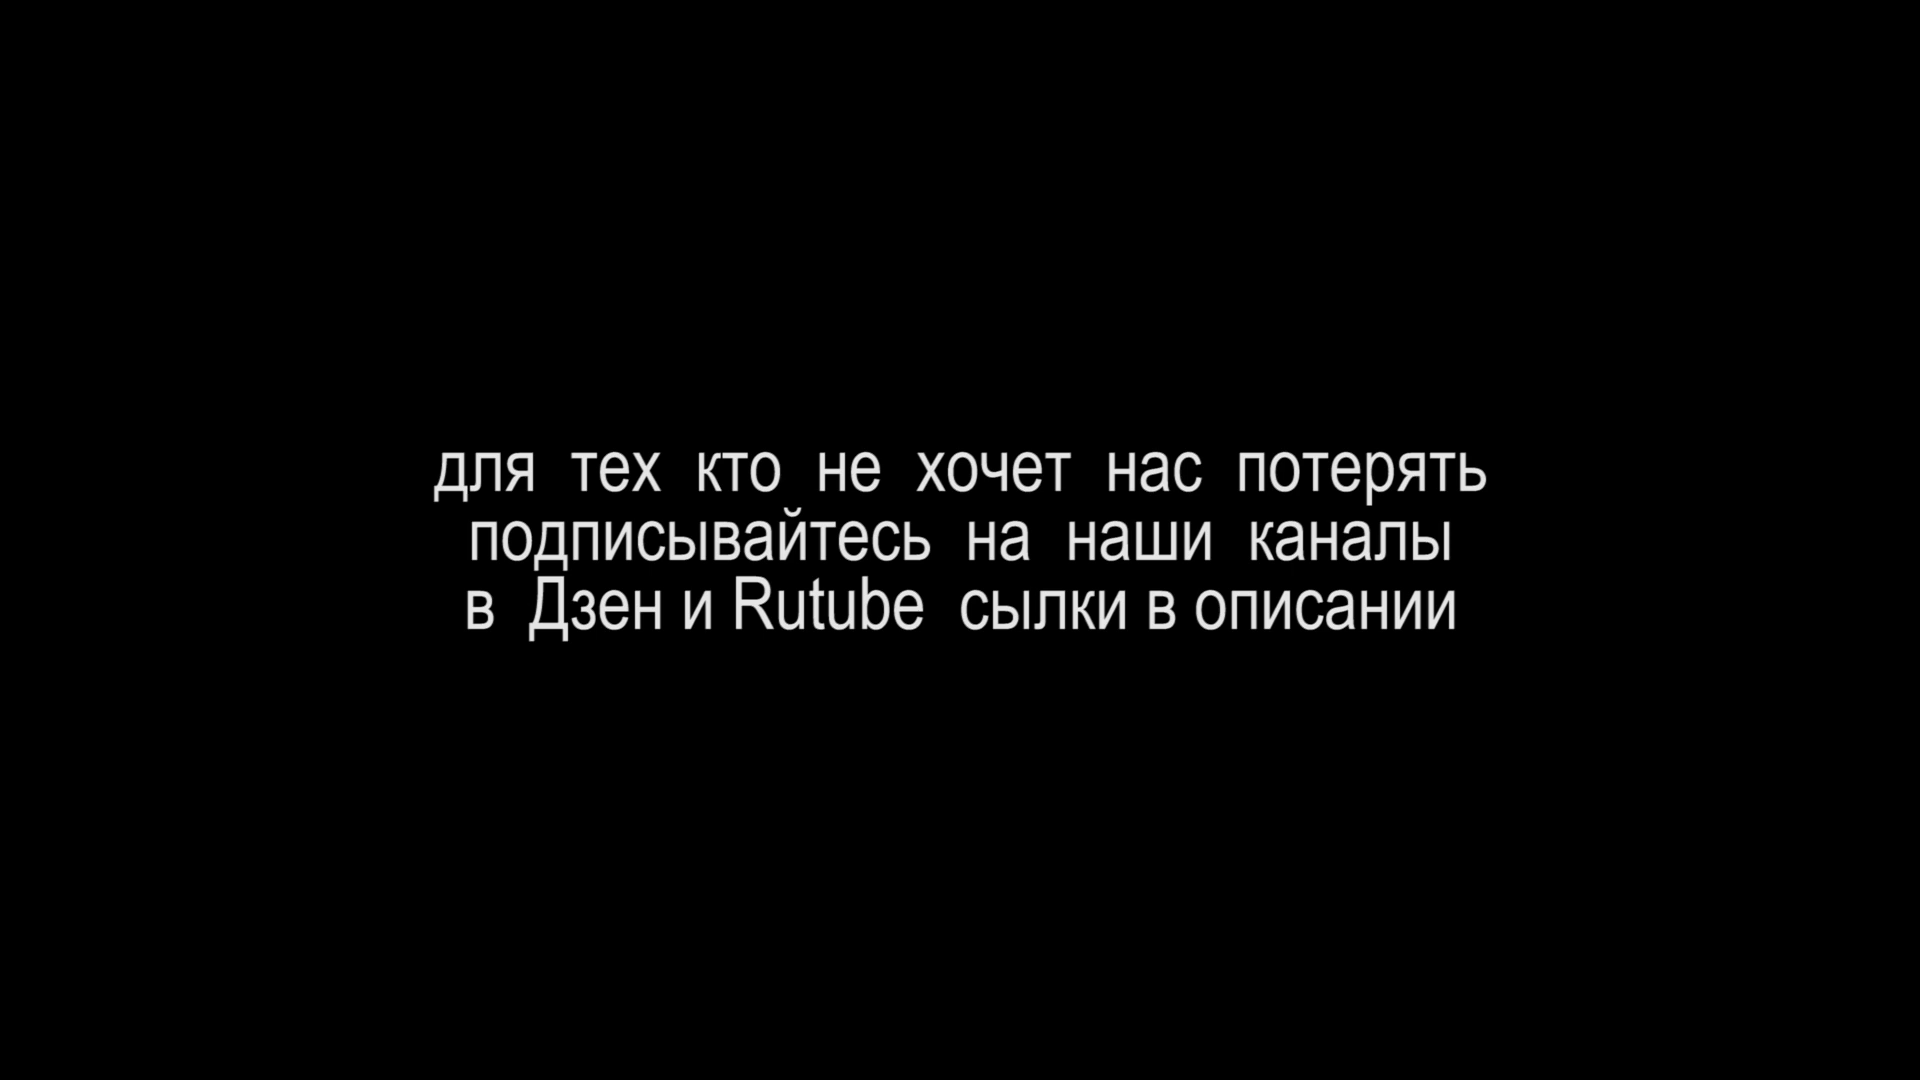 для тех кто не хочет нас потерять
подписывайтесь на наши каналы
в Дзен и Rutube сылки в описании